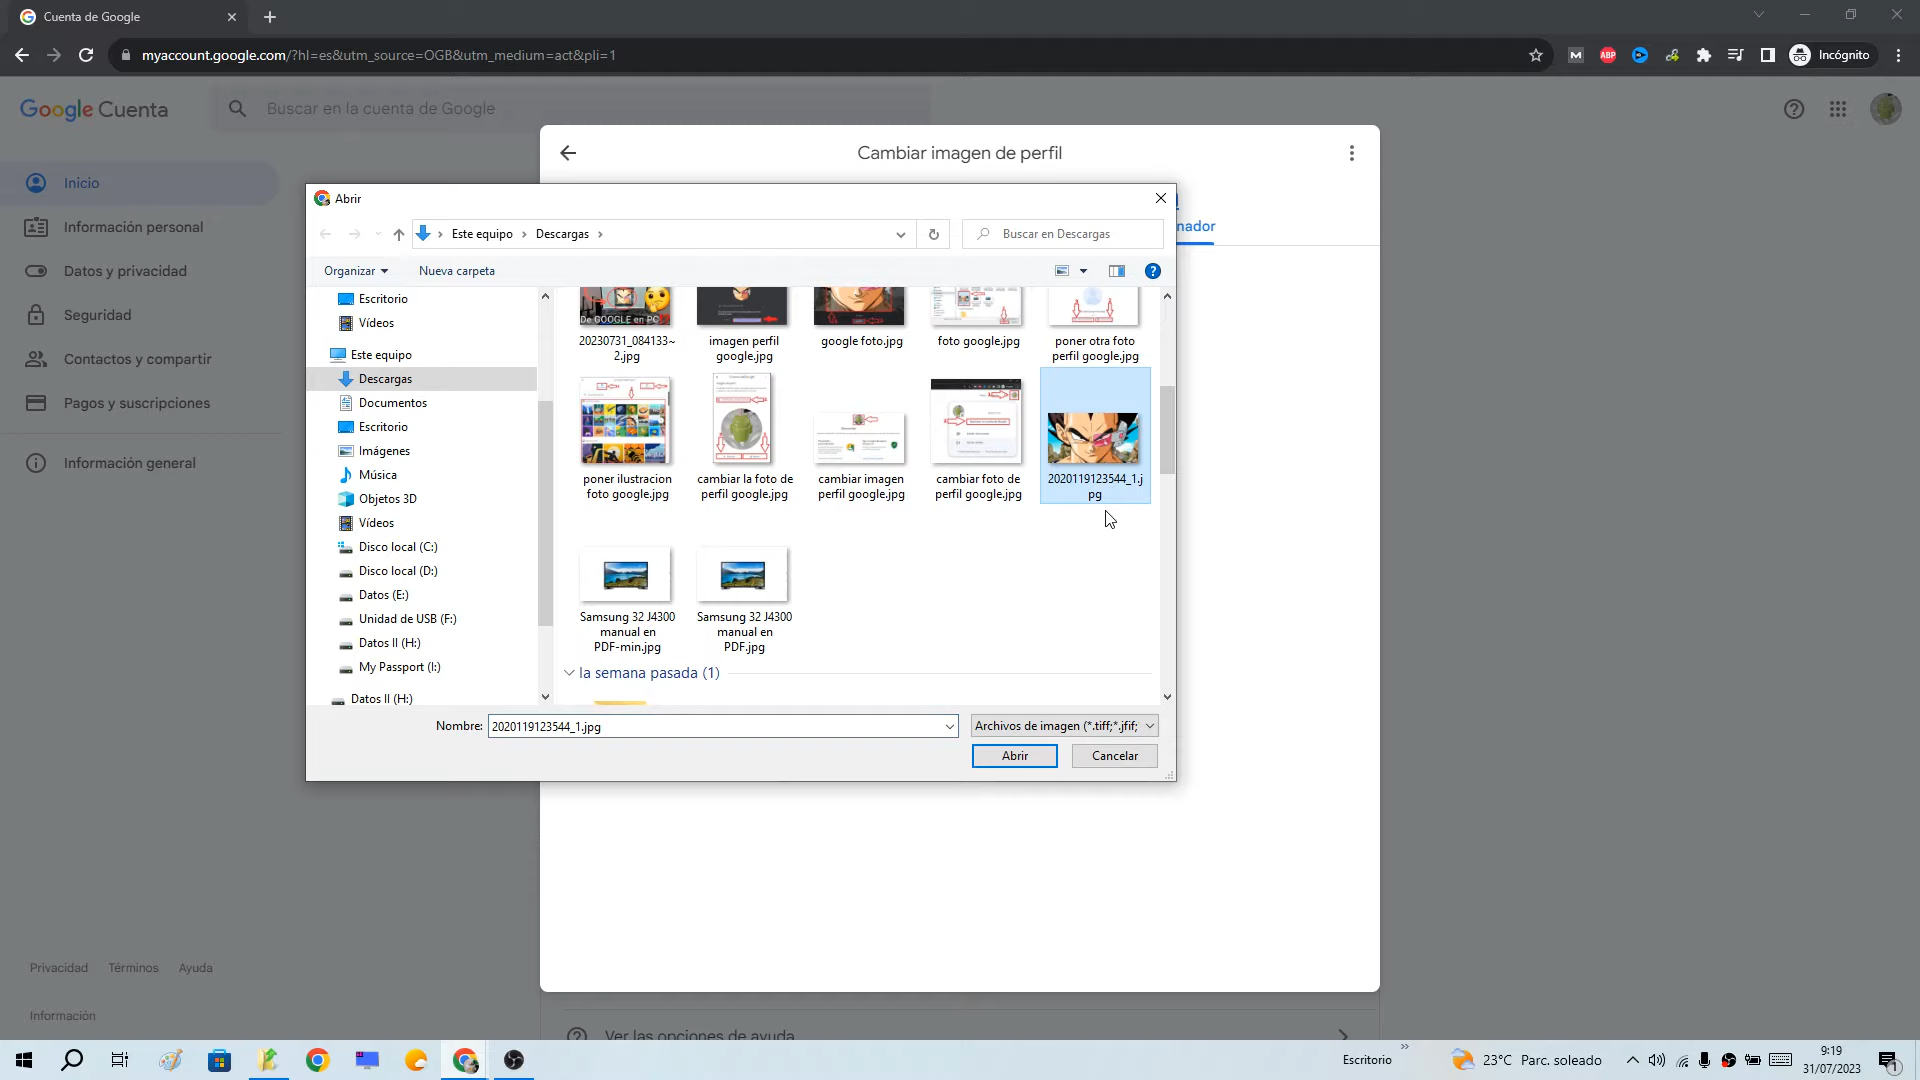 Cuenta de Google
myaccount.google.com/?hl=es&utm_source=OGB&utm_medium=act&pli=1
ABP
Incógnito
Google Cuenta
Buscar en la cuenta de Google
Inicio
Información personal
Datos y privacidad
Seguridad
Contactos y compartir
Pagos y suscripciones
Información general
Privacidad
Términos
Ayuda
Información
Cambiar imagen de perfil
nador
Abrir
Este equipo
Descargas
Buscar en Descargas
Organizar
Nueva carpeta
Escritorio
Vídeos
Este equipo
Descargas
Documentos
Escritorio
Imágenes
Música
Objetos 3D
Vídeos
Disco local (C:)
Disco local (D:)
Datos (E:)
Unidad de USB (F:)
Datos II (H:)
My Passport (I:)
Datos II (H:)
De GOOGLE en PC
20230731_084133~
2.jpg
imagen perfil
google.jpg
google foto.jpg
foto google.jpg
poner otra foto
perfil google.jpg
poner ilustracion
foto google.jpg
cambiar la foto de
perfil google.jpg
cambiar imagen
perfil google.jpg
cambiar foto de
perfil google.jpg
2020119123544_1.j
pg
Samsung 32 J4300
manual en
PDF-min.jpg
Samsung 32 J4300
manual en
PDF.jpg
la semana pasada (1)
Nombre:
2020119123544_1.jpg
Archivos de imagen (*.tiff;*.jfif;
Abrir
Cancelar
Ver las opciones de ayuda
Escritorio
23°C Parc. soleado
9:19
31/07/2023
1